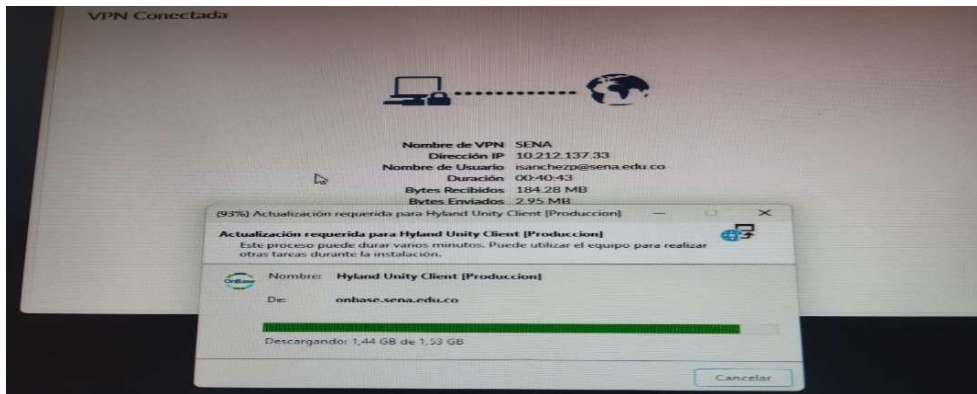 VPN Conectada
Nombre de VPN SENA
Dirección IP 10.212.137.33
Nombre de Usuario isanchezp@sena.edu.co
Duración 00:40:43
Bytes Recibidos 184.28 MB
Bytes Enviados 2.95 MB
(93%) Actualización requerida para Hyland Unity Client [Produccion]
Actualización requerida para Hyland Unity Client [Produccion]
Este proceso puede durar varios minutos. Puede utilizar el equipo para realizar
otras tareas durante la instalación.
OnBase
Nombre: Hyland Unity Client [Produccion]
De: onbase.sena.edu.co
Descargando: 1,44 GB de 1,53 GB
Cancelar